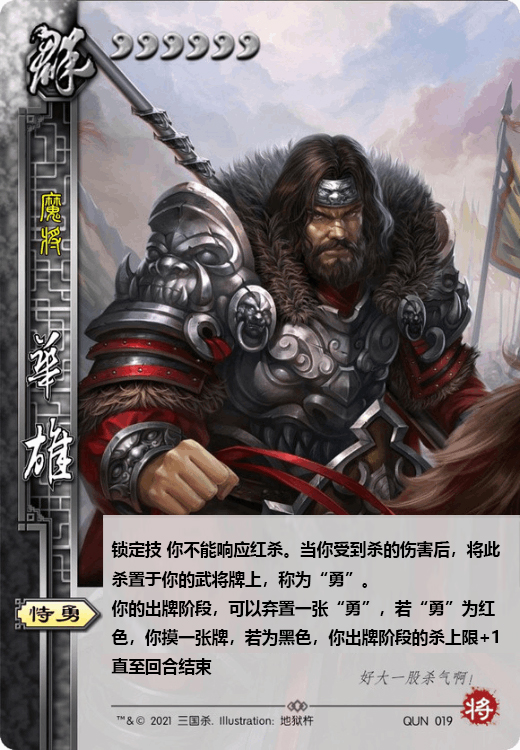 群
魔将
華雄
锁定技 你不能响应红杀。当你受到杀的伤害后，将此
杀置于你的武将牌上，称为“勇”。
恃勇
你的出牌阶段，可以弃置一张“勇”，若“勇”为红
色，你摸一张牌，若为黑色，你出牌阶段的杀上限+1
直至回合结束
好大一股杀气啊！
™&© 2021 三国杀. Illustration: 地狱杵
QUN 019
将